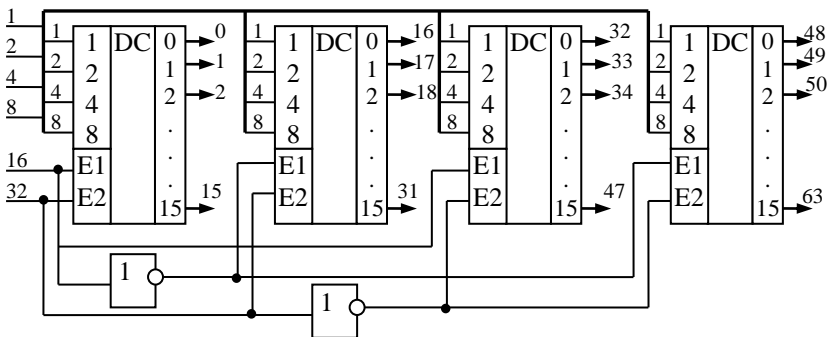 1 1 1 DC 0 0 1 1 DC 0 16 1 1 DC 0 32 1 1 DC 0 48
2 2 2 1 1 2 2 1 17 2 2 1 33 2 2 1 49
4 4 4 2 2 4 4 2 18 4 4 2 34 4 4 2 50
8 8 8 . 8 8 . 8 8 . 8 8 .
. . . .
16 E1 . E1 . E1 . E1 .
32 E2 15 15 E2 15 31 E2 15 47 E2 15 63
1
1